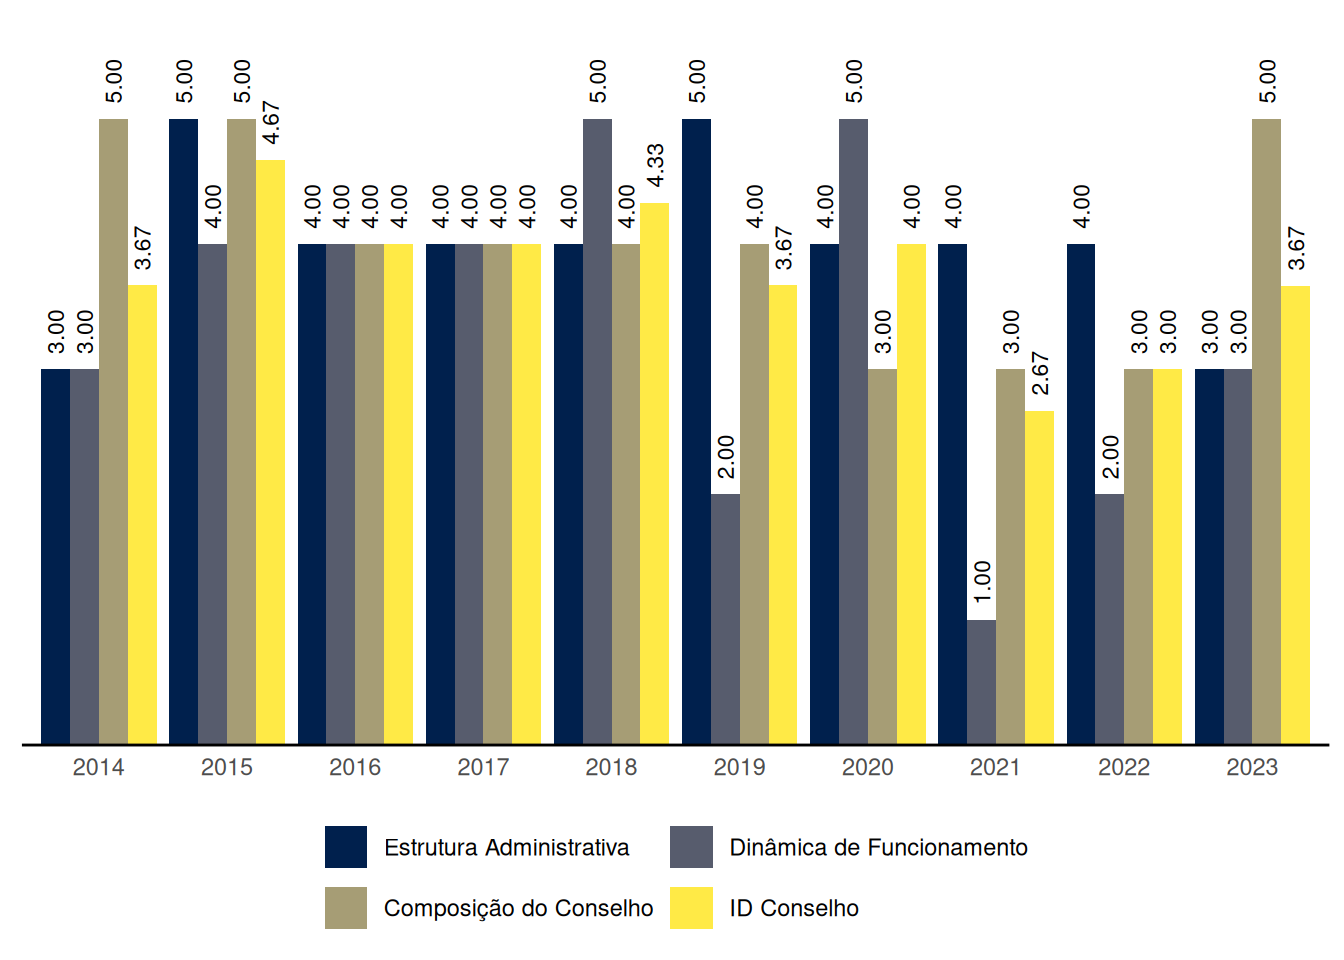 3.00 3.00 5.00 3.67 5.00 4.00 5.00 4.67 4.00 4.00 4.00 4.00 4.00 4.00 4.00 4.00 4.00 5.00 4.00 4.33 5.00 2.00 4.00 3.67 4.00 5.00 3.00 4.00 4.00 1.00 3.00 2.67 4.00 2.00 3.00 3.00 3.00 3.00 5.00 3.67
2014 2015 2016 2017 2018 2019 2020 2021 2022 2023
Estrutura Administrativa Dinâmica de Funcionamento
Composição do Conselho ID Conselho